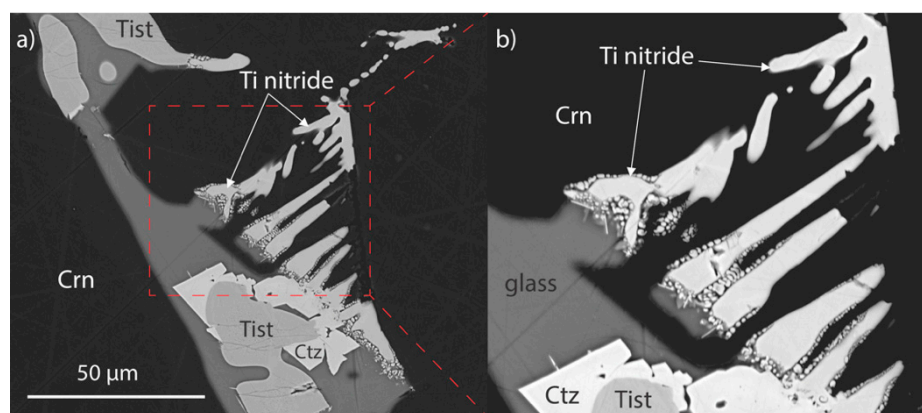 a)
Tist
Ti nitride
Crn
Tist
Ctz
50 µm
b)
Ti nitride
Crn
glass
Ctz
Tist